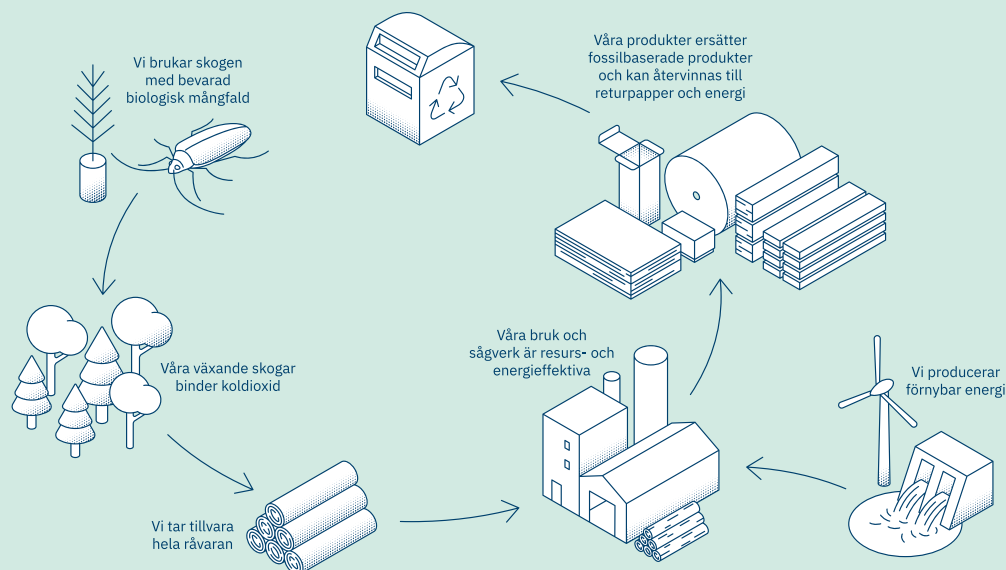 Vi brukar skogen
med bevarad
biologisk mångfald
Våra växande skogar
binder koldioxid
Vi tar tillvara
hela råvaran
Våra bruk och
sågverk är resurs- och
energieffektiva
Vi producerar
förnybar energi
Våra produkter ersätter
fossilbaserade produkter
och kan återvinnas till
returpapper och energi